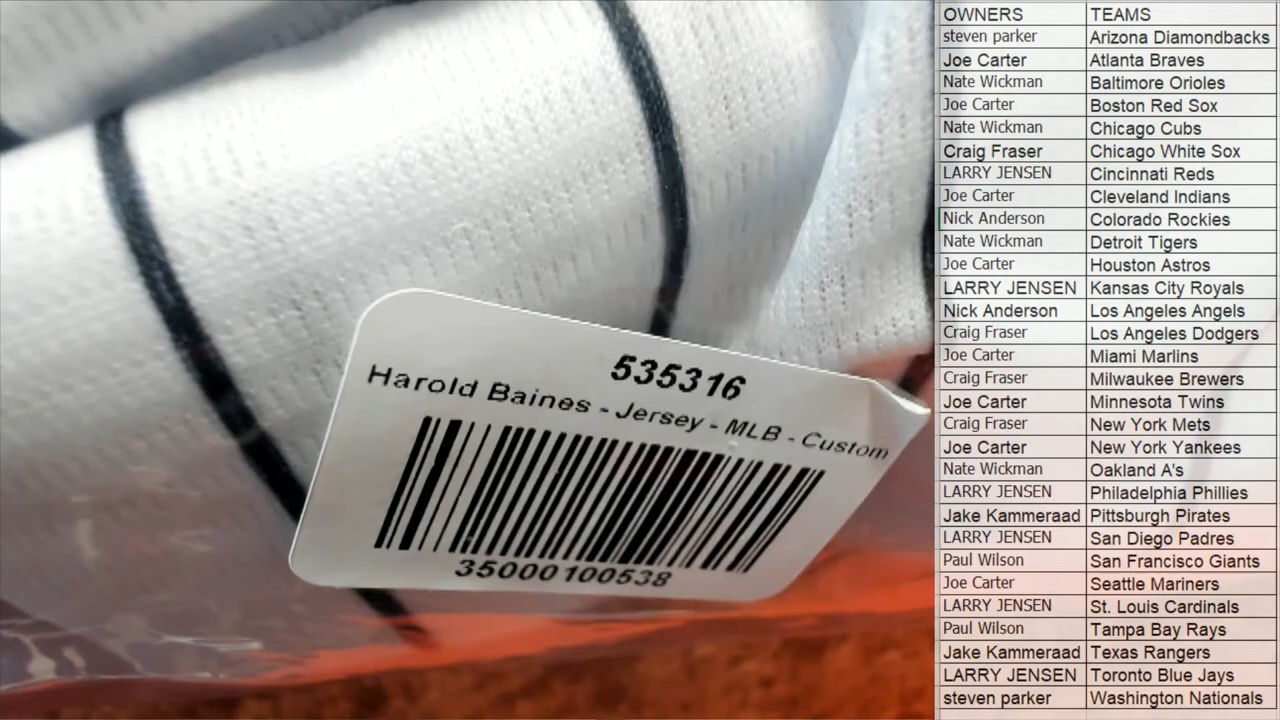 535316
Harold Baines - Jersey - MLB - Custom
35000100538
OWNERS TEAMS
steven parker Arizona Diamondbacks
Joe Carter Atlanta Braves
Nate Wickman Baltimore Orioles
Joe Carter Boston Red Sox
Nate Wickman Chicago Cubs
Craig Fraser Chicago White Sox
LARRY JENSEN Cincinnati Reds
Joe Carter Cleveland Indians
Nick Anderson Colorado Rockies
Nate Wickman Detroit Tigers
Joe Carter Houston Astros
LARRY JENSEN Kansas City Royals
Nick Anderson Los Angeles Angels
Craig Fraser Los Angeles Dodgers
Joe Carter Miami Marlins
Craig Fraser Milwaukee Brewers
Joe Carter Minnesota Twins
Craig Fraser New York Mets
Joe Carter New York Yankees
Nate Wickman Oakland A's
LARRY JENSEN Philadelphia Phillies
Jake Kammeraad Pittsburgh Pirates
LARRY JENSEN San Diego Padres
Paul Wilson San Francisco Giants
Joe Carter Seattle Mariners
LARRY JENSEN St. Louis Cardinals
Paul Wilson Tampa Bay Rays
Jake Kammeraad Texas Rangers
LARRY JENSEN Toronto Blue Jays
steven parker Washington Nationals